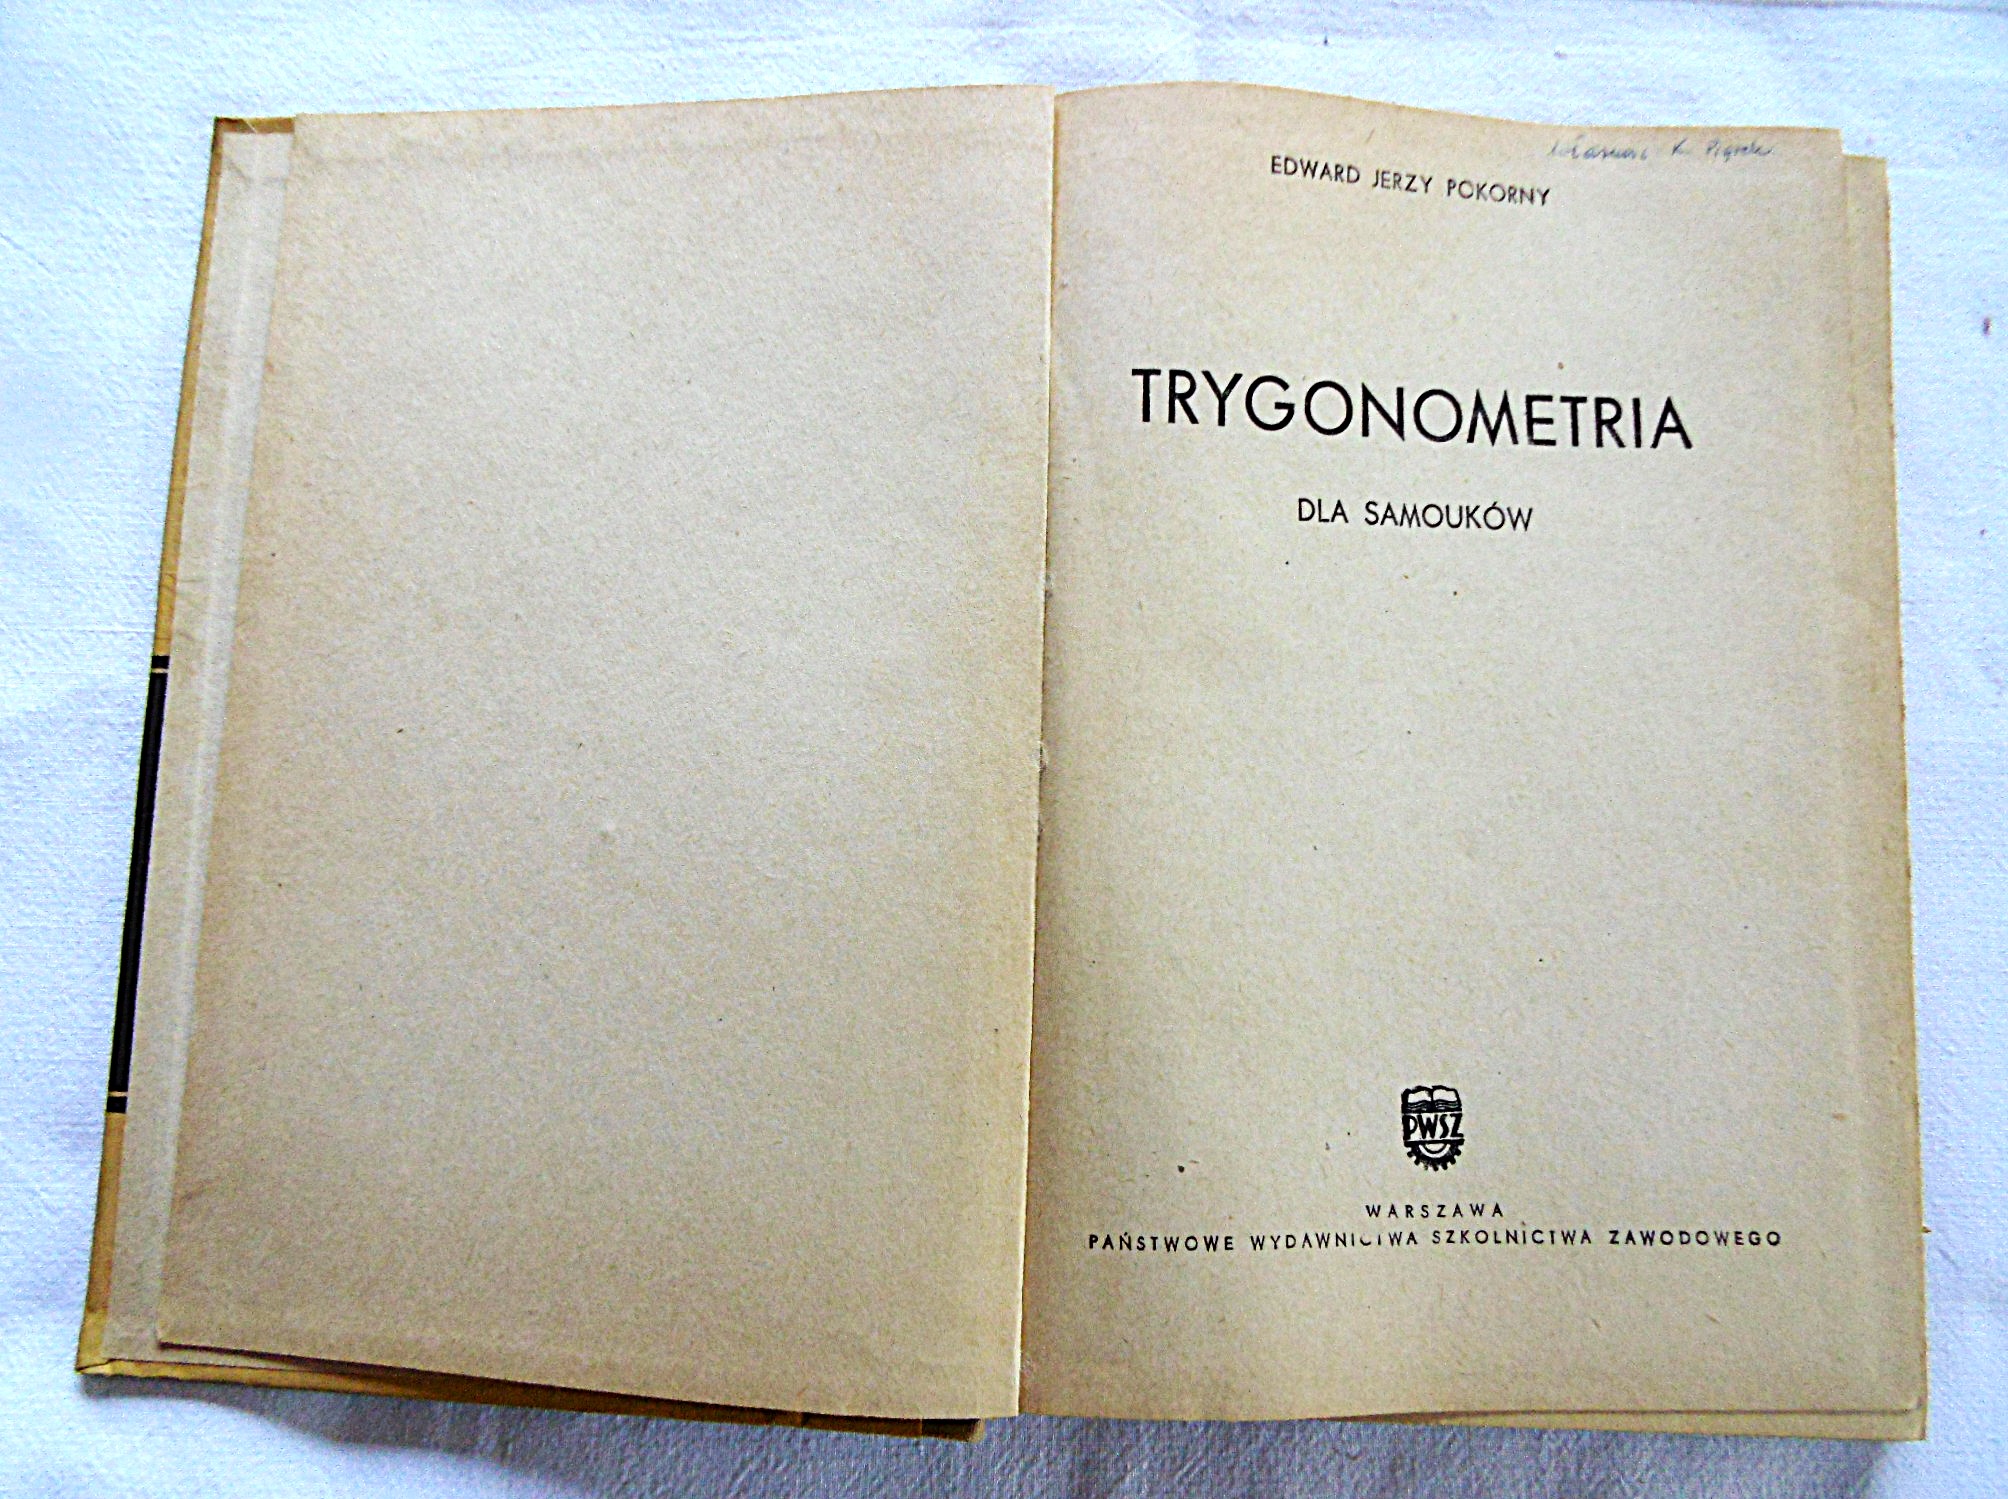 EDWARD JERZY POKORNY
TRYGONOMETRIA
DLA SAMOUKÓW
PWSZ
WARSZAWA
PAŃSTWOWE WYDAWNICTWA SZKOLNICTWA ZAWODOWEGO